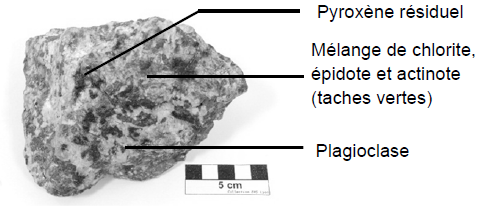 Pyroxène résiduel
Mélange de chlorite,
épidote et actinote
(taches vertes)
Plagioclase
5 cm